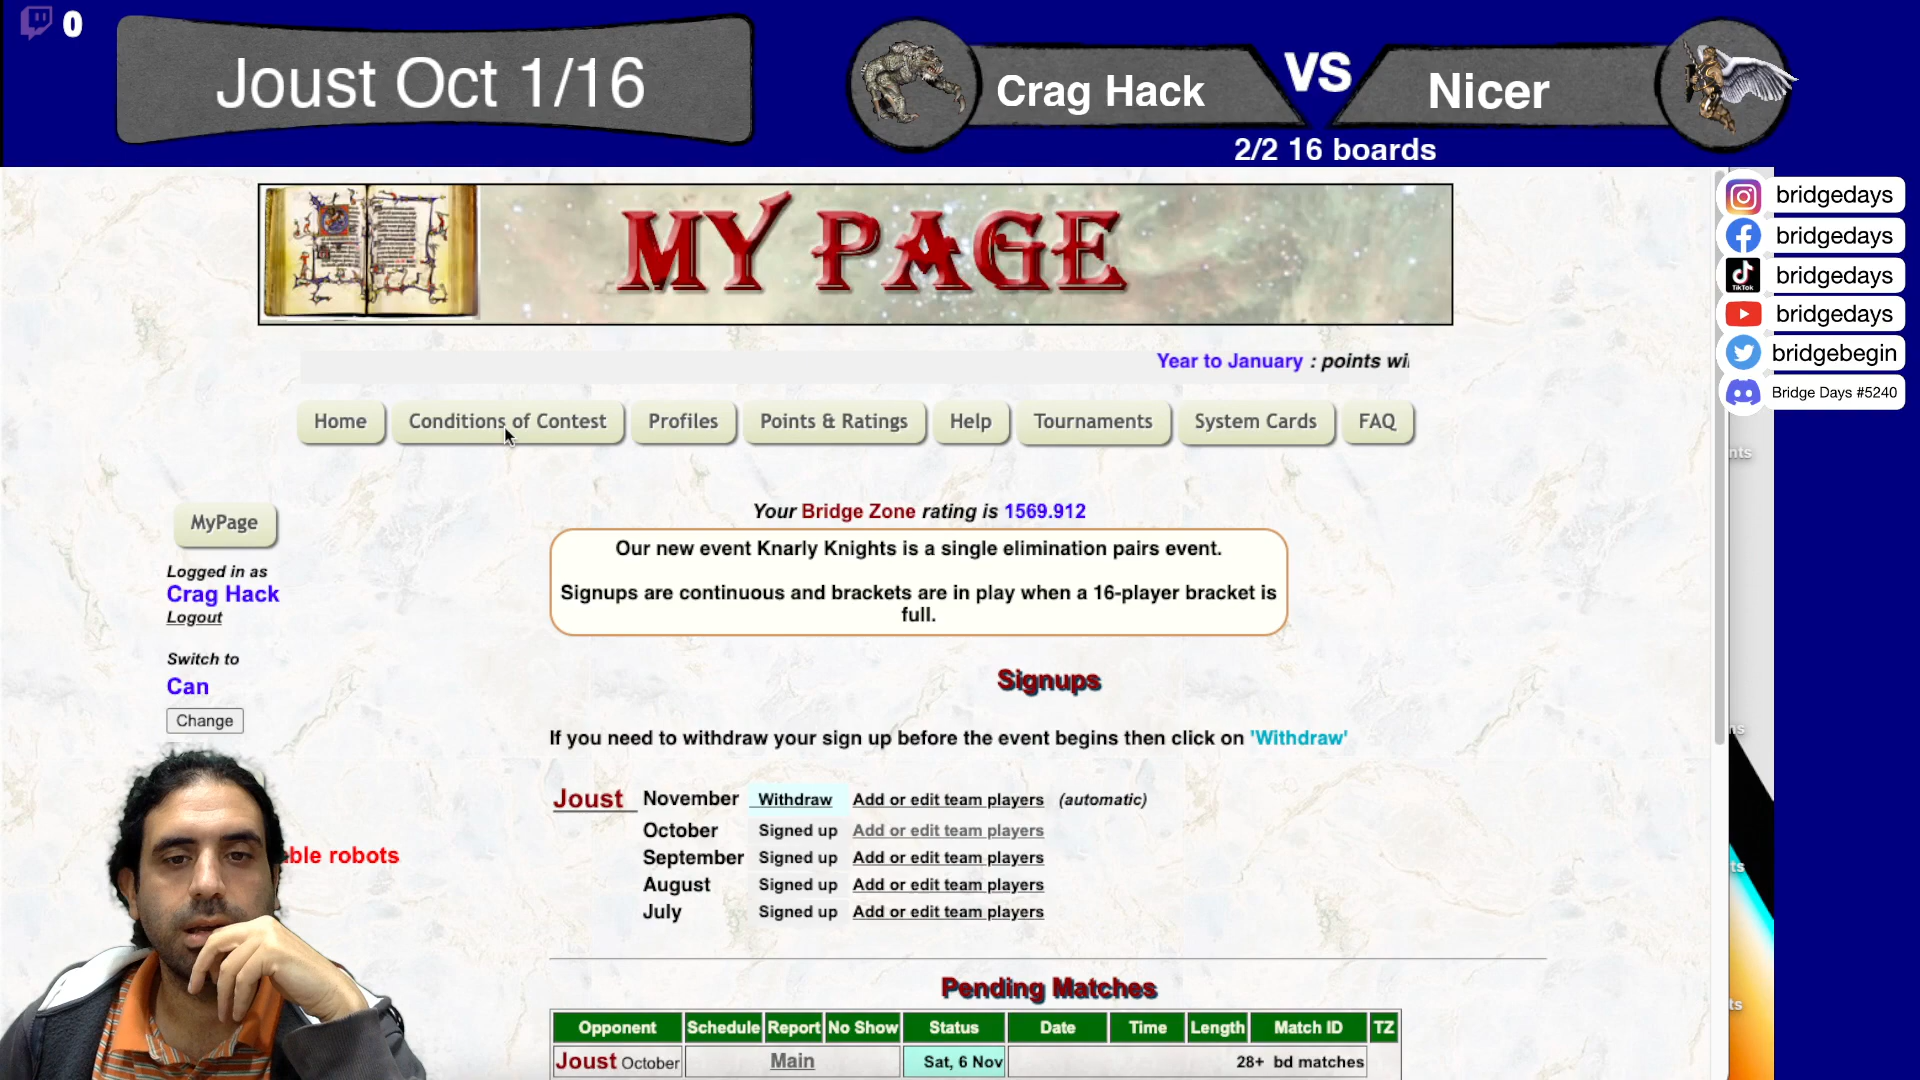 0
Joust Oct 1/16
Crag Hack
VS
Nicer
2/2 16 boards
bridgedays
bridgedays
TikTok
bridgedays
bridgedays
bridgebegin
Bridge Days #5240
MY PAGE
Year to January : points wi
Home
Conditions of Contest
Profiles
Points & Ratings
Help
Tournaments
System Cards
FAQ
MyPage
Logged in as
Crag Hack
Logout
Switch to
Can
Change
ble robots
Your Bridge Zone rating is 1569.912
Our new event Knarly Knights is a single elimination pairs event.
Signups are continuous and brackets are in play when a 16-player bracket is
full.
Signups
If you need to withdraw your sign up before the event begins then click on 'Withdraw'
Joust November Withdraw Add or edit team players (automatic)
October Signed up Add or edit team players
September Signed up Add or edit team players
August Signed up Add or edit team players
July Signed up Add or edit team players
Pending Matches
Opponent Schedule Report No Show Status Date Time Length Match ID TZ
Joust October Main Sat, 6 Nov 28+ bd matches
nts
ts
ts